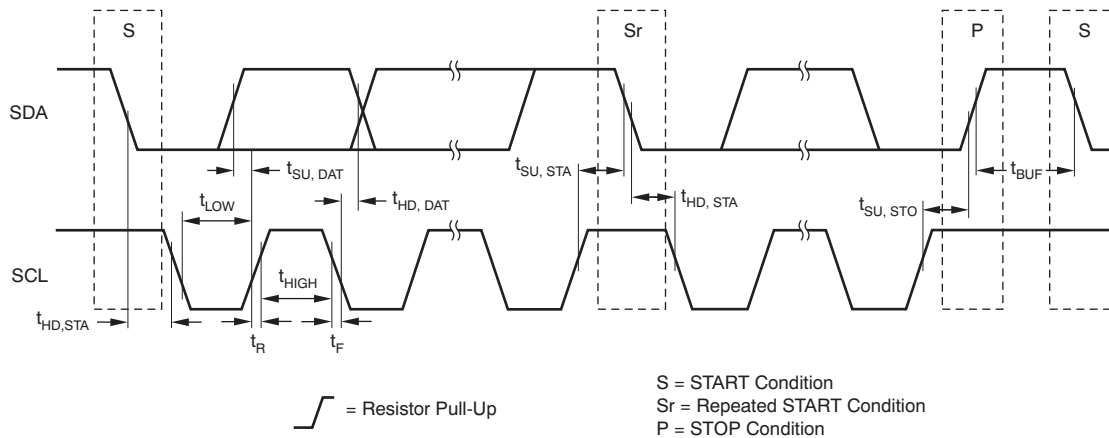 S
Sr
P
S
SDA
tSU, DAT
tSU, STA
tBUF
tLOW
tHD, DAT
tHD, STA
tSU, STO
SCL
tHIGH
tHD,STA
tR
tF
= Resistor Pull-Up
S = START Condition
Sr = Repeated START Condition
P = STOP Condition